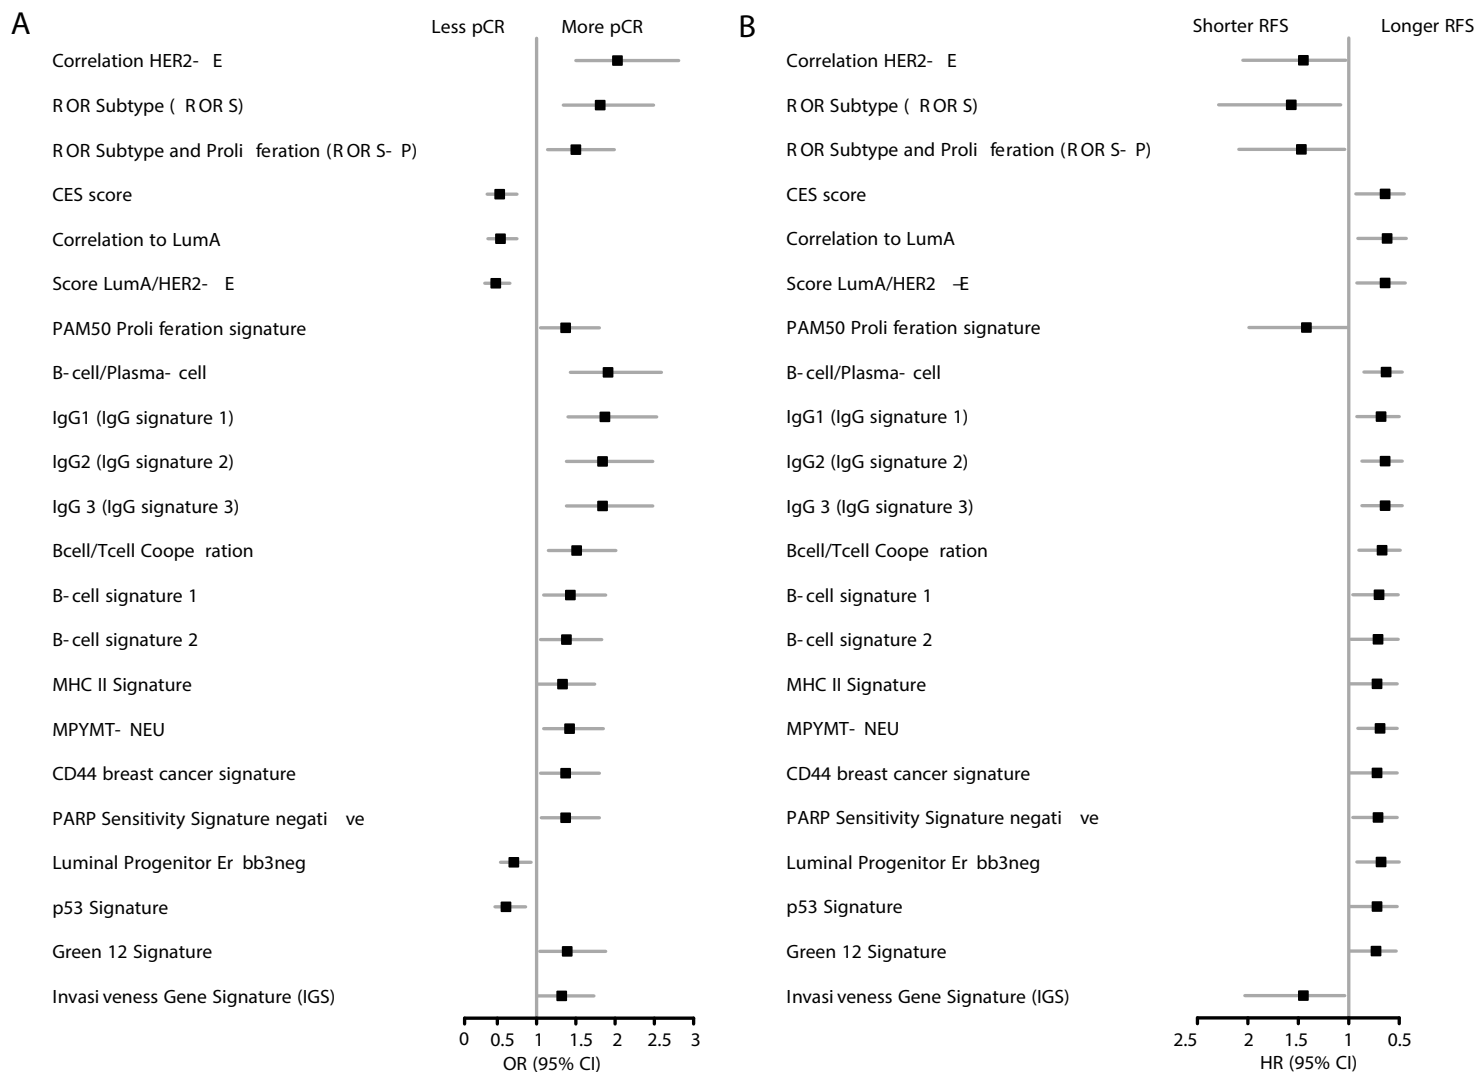 A
Less pCR
More pCR
Correlation HER2- E
ROR Subtype ( ROR S)
ROR Subtype and Proli feration (ROR S- P)
CES score
Correlation to LumA
Score LumA/HER2- E
PAM50 Proli feration signature
B-cell/Plasma- cell
IgG1 (IgG signature 1)
IgG2 (IgG signature 2)
IgG 3 (IgG signature 3)
Bcell/Tcell Coope ration
B-cell signature 1
B-cell signature 2
MHC II Signature
MPYMT- NEU
CD44 breast cancer signature
PARP Sensitivity Signature negati ve
Luminal Progenitor Er bb3neg
p53 Signature
Green 12 Signature
Invasi veness Gene Signature (IGS)
0 0.5 1 1.5 2 2.5 3
OR (95% CI)
B
Shorter RFS
Longer RFS
Correlation HER2- E
ROR Subtype ( ROR S)
ROR Subtype and Proli feration (ROR S- P)
CES score
Correlation to LumA
Score LumA/HER2 –E
PAM50 Proli feration signature
B-cell/Plasma- cell
IgG1 (IgG signature 1)
IgG2 (IgG signature 2)
IgG 3 (IgG signature 3)
Bcell/Tcell Coope ration
B-cell signature 1
B-cell signature 2
MHC II Signature
MPYMT- NEU
CD44 breast cancer signature
PARP Sensitivity Signature negati ve
Luminal Progenitor Er bb3neg
p53 Signature
Green 12 Signature
Invasi veness Gene Signature (IGS)
2.5 2 1.5 1 0.5
HR (95% CI)